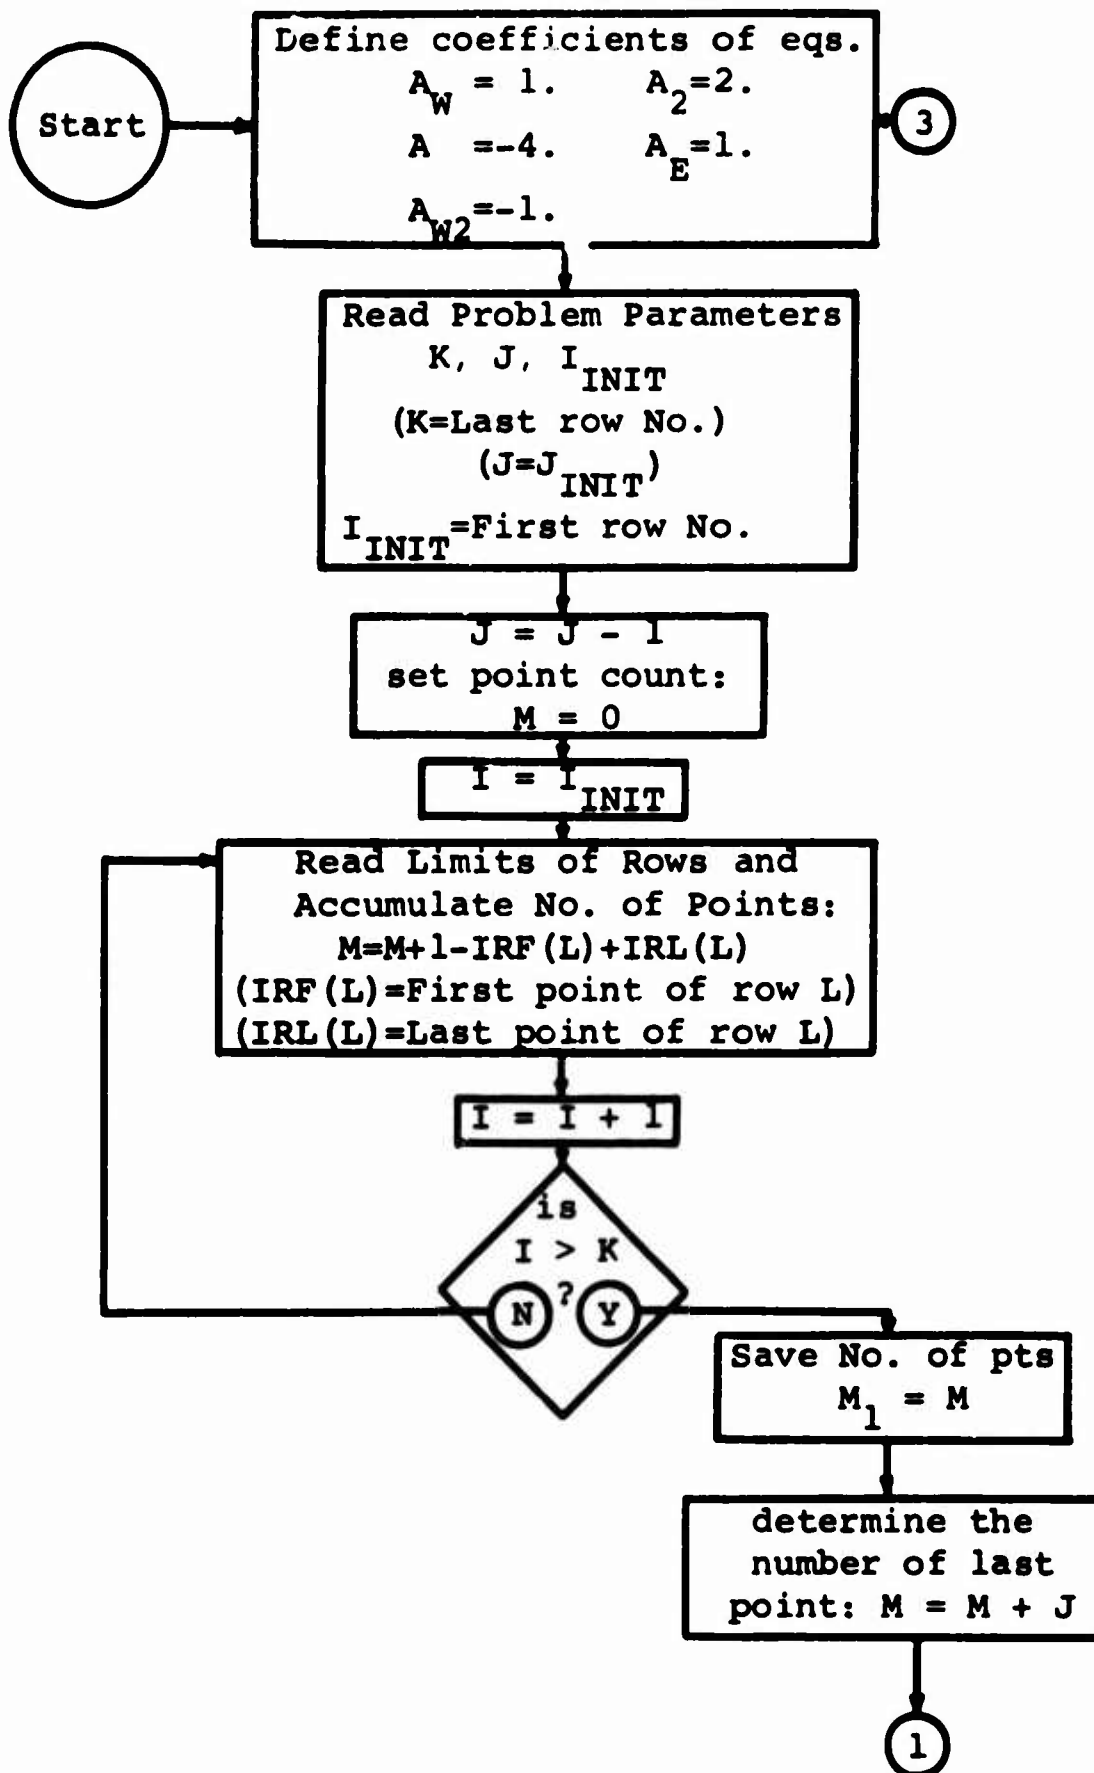 Start
Define coefficients of eqs.
A_W = 1. A_2=2.
A =-4. A_E=1.
A_W2=-1.
3
Read Problem Parameters
K, J, I_INIT
(K=Last row No.)
(J=J_INIT)
I_INIT=First row No.
J = J - 1
set point count:
M = 0
I = I_INIT
Read Limits of Rows and
Accumulate No. of Points:
M=M+1-IRF(L)+IRL(L)
(IRF(L)=First point of row L)
(IRL(L)=Last point of row L)
I = I + 1
is
I > K
?
N Y
Save No. of pts
M_1 = M
determine the
number of last
point: M = M + J
1